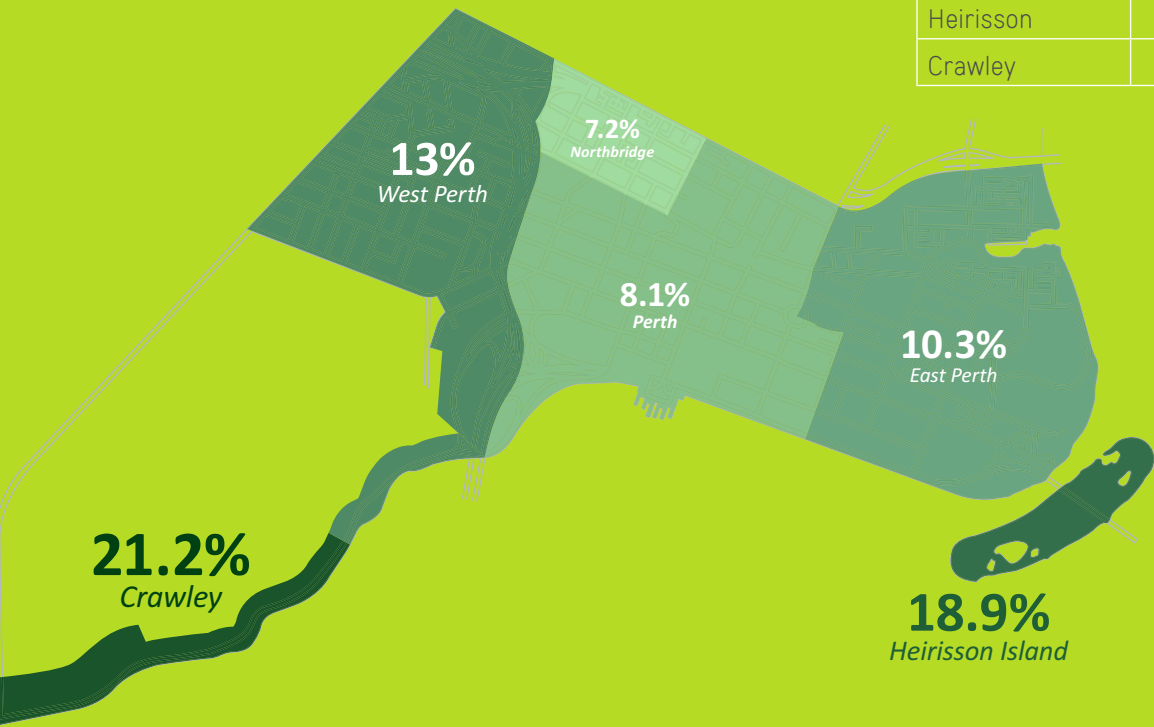 Heirisson
Crawley
7.2%
Northbridge
13%
West Perth
8.1%
Perth
10.3%
East Perth
21.2%
Crawley
18.9%
Heirisson Island